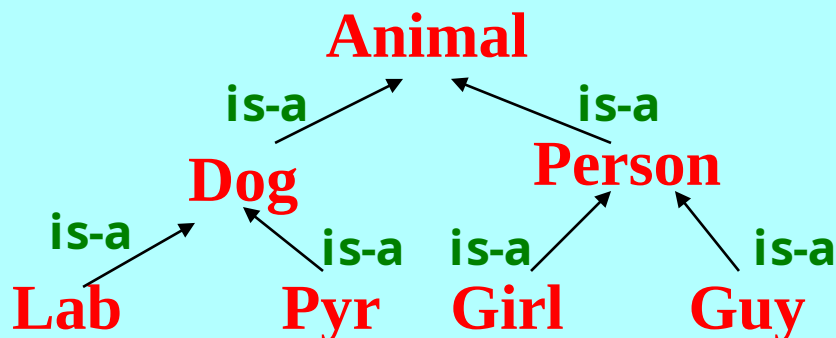 Animal
is-a is-a
Dog Person
is-a is-a is-a is-a
Lab Pyr Girl Guy